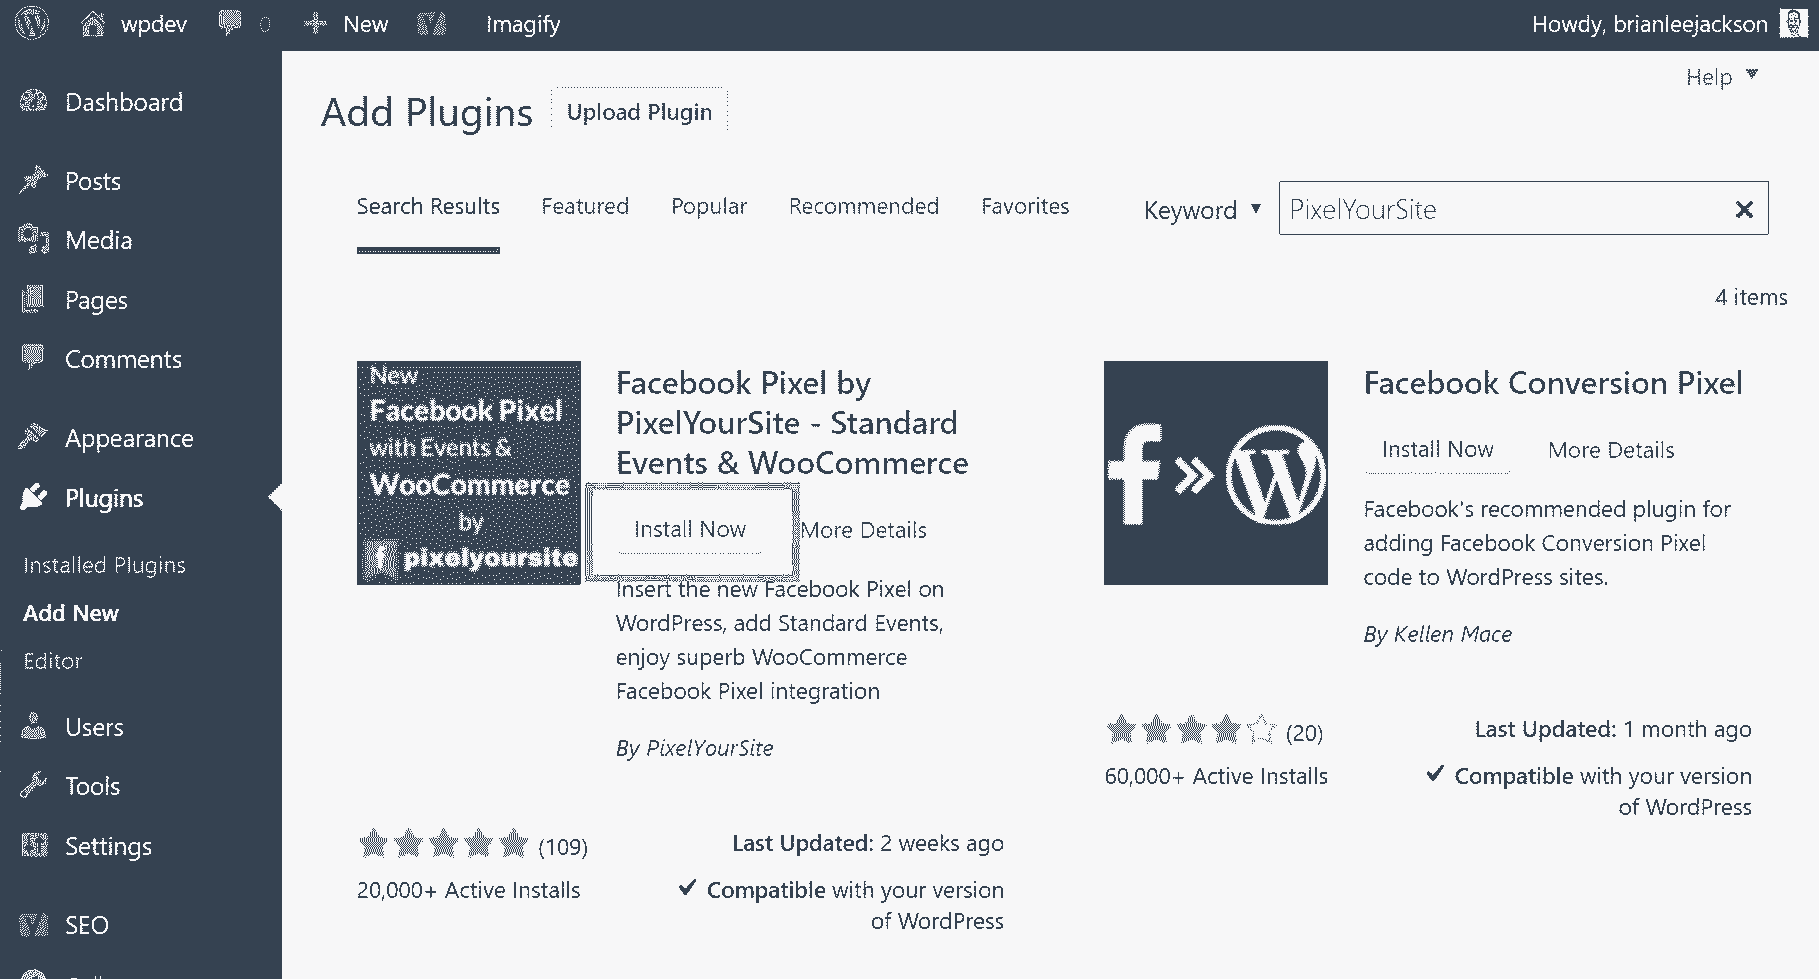 wpdev 0 New Imagify Howdy, brianleejackson
Help
Dashboard
Posts
Media
Pages
Comments
Appearance
Plugins
Installed Plugins
Add New
Editor
Users
Tools
Settings
SEO
Add Plugins Upload Plugin
Search Results Featured Popular Recommended Favorites Keyword PixelYourSite
4 items
New
Facebook Pixel
with Events &
WooCommerce
by
f pixelyoursite
Facebook Pixel by
PixelYourSite - Standard
Events & WooCommerce
Install Now More Details
Insert the new Facebook Pixel on
WordPress, add Standard Events,
enjoy superb WooCommerce
Facebook Pixel integration
By PixelYourSite
(109)
Last Updated: 2 weeks ago
20,000+ Active Installs
Compatible with your version
of WordPress
Facebook Conversion Pixel
Install Now More Details
Facebook's recommended plugin for
adding Facebook Conversion Pixel
code to WordPress sites.
By Kellen Mace
(20)
Last Updated: 1 month ago
60,000+ Active Installs
Compatible with your version
of WordPress